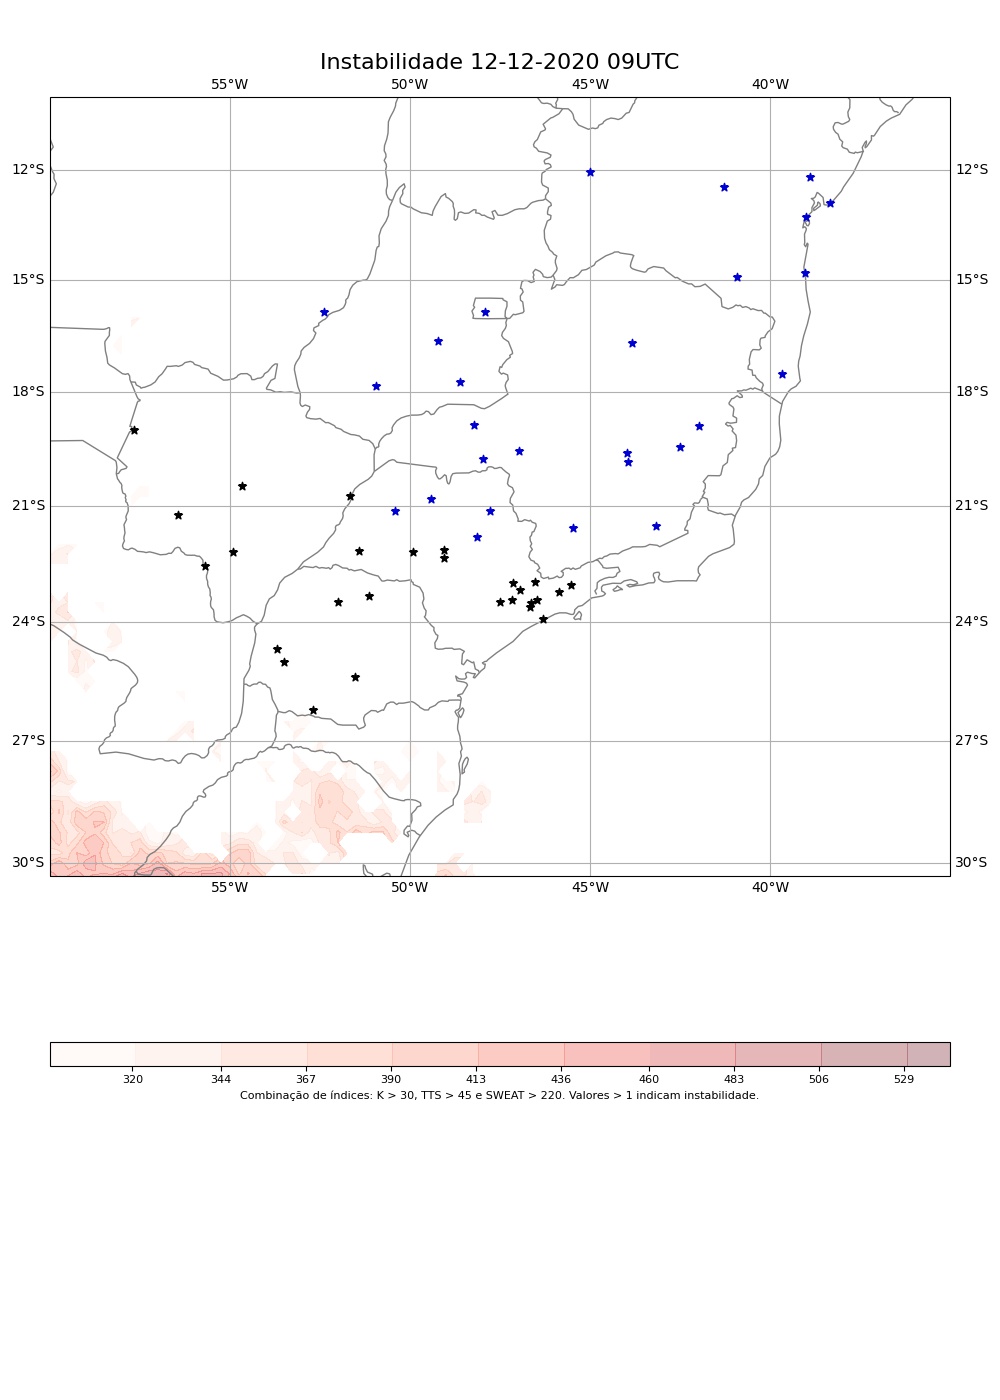 Instabilidade 12-12-2020 09UTC
55°W 50°W 45°W 40°W
12°S 12°S
15°S 15°S
18°S 18°S
21°S 21°S
24°S 24°S
27°S 27°S
30°S 30°S
55°W 50°W 45°W 40°W
320 344 367 390 413 436 460 483 506 529
Combinação de índices: K > 30, TTS > 45 e SWEAT > 220. Valores > 1 indicam instabilidade.